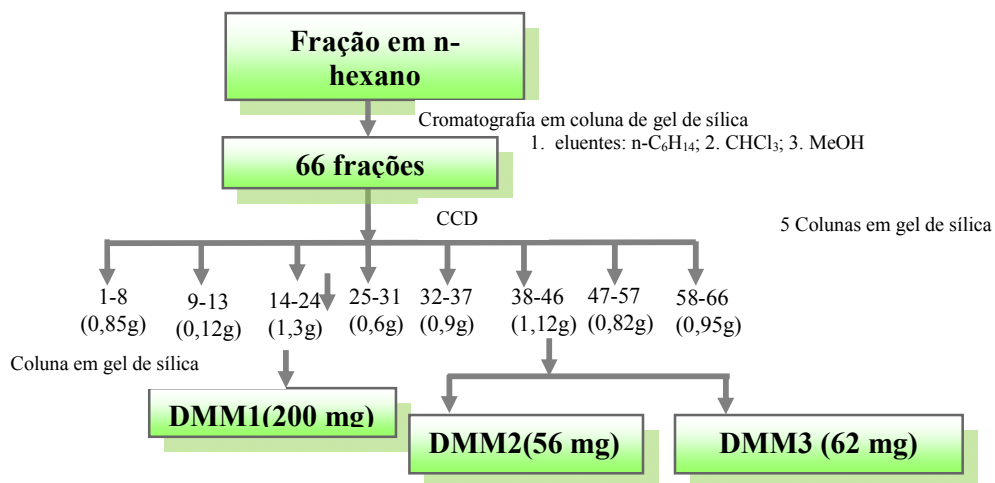 Fração em n-
hexano
Cromatografia em coluna de gel de sílica
1. eluentes: n-C₆H₁₄; 2. CHCl₃; 3. MeOH
66 frações
CCD
5 Colunas em gel de sílica
1-8
(0,85g)
9-13
(0,12g)
14-24
(1,3g)
25-31
(0,6g)
32-37
(0,9g)
38-46
(1,12g)
47-57
(0,82g)
58-66
(0,95g)
Coluna em gel de sílica
DMM1(200 mg)
DMM2(56 mg)
DMM3 (62 mg)